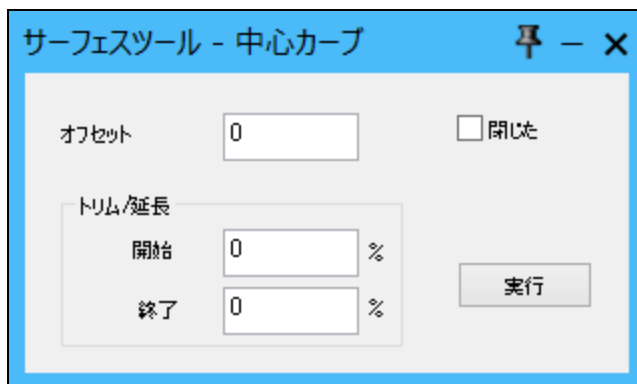 サーフェスツール - 中心カーブ
オフセット 0 閉じた
トリム/延長
開始 0 %
終了 0 %
実行